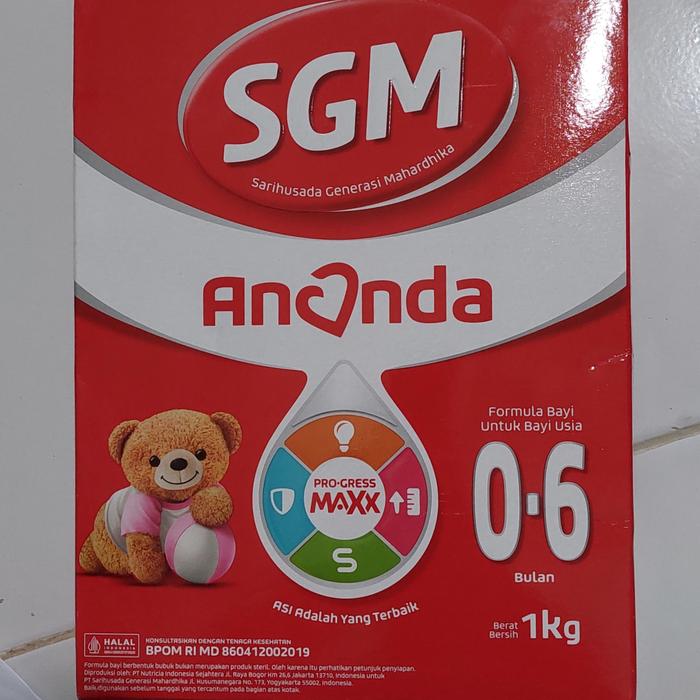 SGM
Sarihusada Generasi Mahardhika
Ananda
Formula Bayi
Untuk Bayi Usia
0-6
Bulan
PRO-GRESS
MAXX
S
ASI Adalah Yang Terbaik
Berat
Bersih 1kg
HALAL
INDONESIA
KONSULTASIKAN DENGAN TENAGA KESEHATAN
BPOM RI MD 860412002019
Formula bayi berbentuk bubuk bukan merupakan produk steril. Oleh karena itu perhatikan petunjuk penyiapan.
Diproduksi oleh: PT Nutricia Indonesia Sejahtera Jl. Raya Bogor Km 26,6 Jakarta 13710, Indonesia untuk
PT Sarihusada Generasi Mahardhika Jl. Kusumanegara No. 173, Yogyakarta 55002, Indonesia.
Baik digunakan sebelum tanggal yang tercantum pada bagian atas kotak.